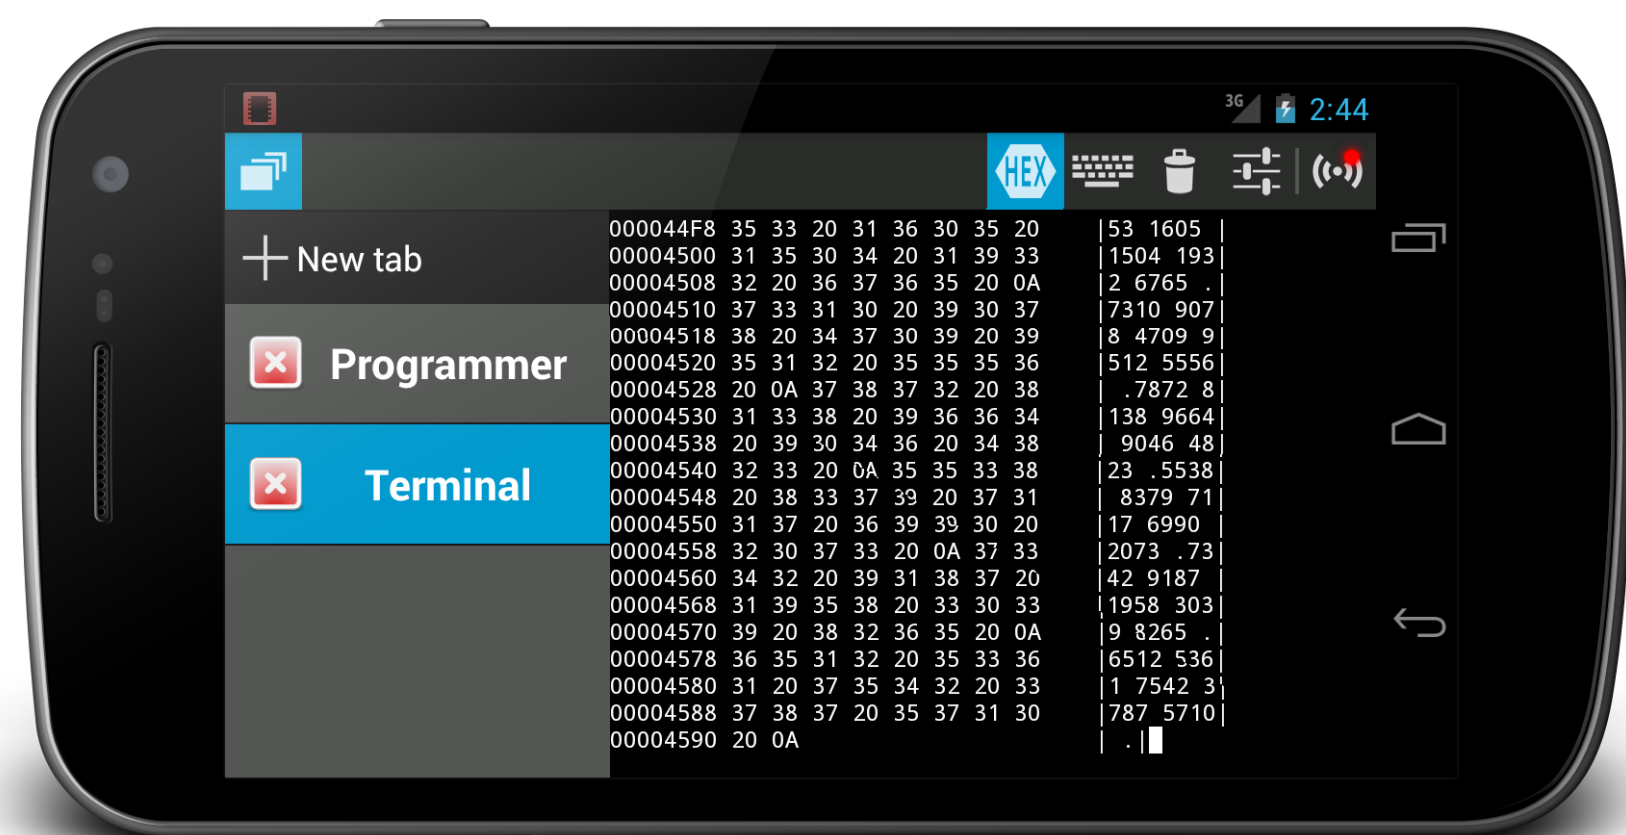 3G 2:44
HEX
New tab
Programmer
Terminal
000044F8 35 33 20 31 36 30 35 20 |53 1605 |
00004500 31 35 30 34 20 31 39 33 |1504 193|
00004508 32 20 36 37 36 35 20 0A |2 6765 .|
00004510 37 33 31 30 20 39 30 37 |7310 907|
00004518 38 20 34 37 30 39 20 39 |8 4709 9|
00004520 35 31 32 20 35 35 35 36 |512 5556|
00004528 20 0A 37 38 37 32 20 38 | .7872 8|
00004530 31 33 38 20 39 36 36 34 |138 9664|
00004538 20 39 30 34 36 20 34 38 | 9046 48|
00004540 32 33 20 0A 35 35 33 38 |23 .5538|
00004548 20 38 33 37 39 20 37 31 | 8379 71|
00004550 31 37 20 36 39 39 30 20 |17 6990 |
00004558 32 30 37 33 20 0A 37 33 |2073 .73|
00004560 34 32 20 39 31 38 37 20 |42 9187 |
00004568 31 39 35 38 20 33 30 33 |1958 303|
00004570 39 20 38 32 36 35 20 0A |9 8265 .|
00004578 36 35 31 32 20 35 33 36 |6512 536|
00004580 31 20 37 35 34 32 20 33 |1 7542 3|
00004588 37 38 37 20 35 37 31 30 |787 5710|
00004590 20 0A | .|